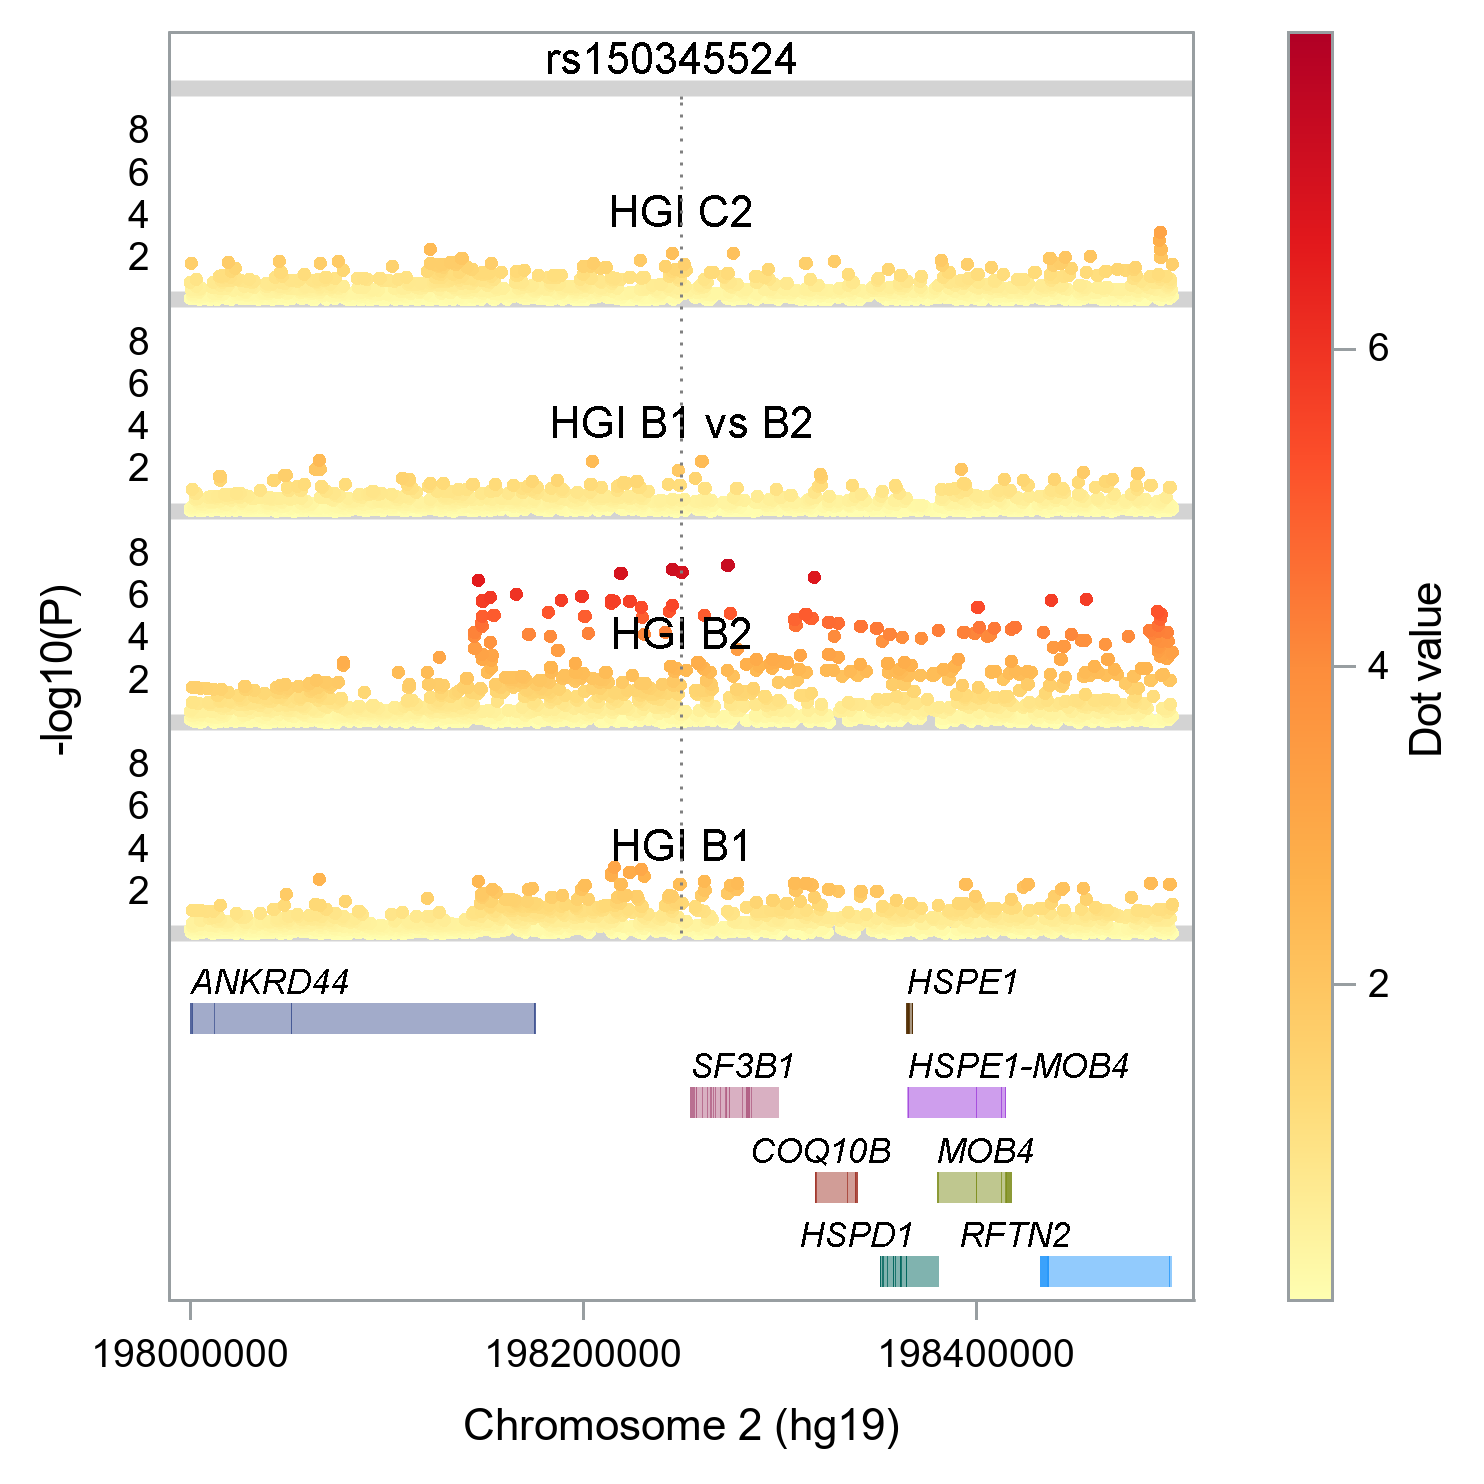 rs150345524
8
6
4
2
HGI C2
8
6
4
2
HGI B1 vs B2
8
6
4
2
HGI B2
8
6
4
2
HGI B1
-log10(P)
ANKRD44
HSPE1
SF3B1
HSPE1-MOB4
COQ10B
MOB4
HSPD1
RFTN2
198000000
198200000
198400000
Chromosome 2 (hg19)
6
4
2
Dot value